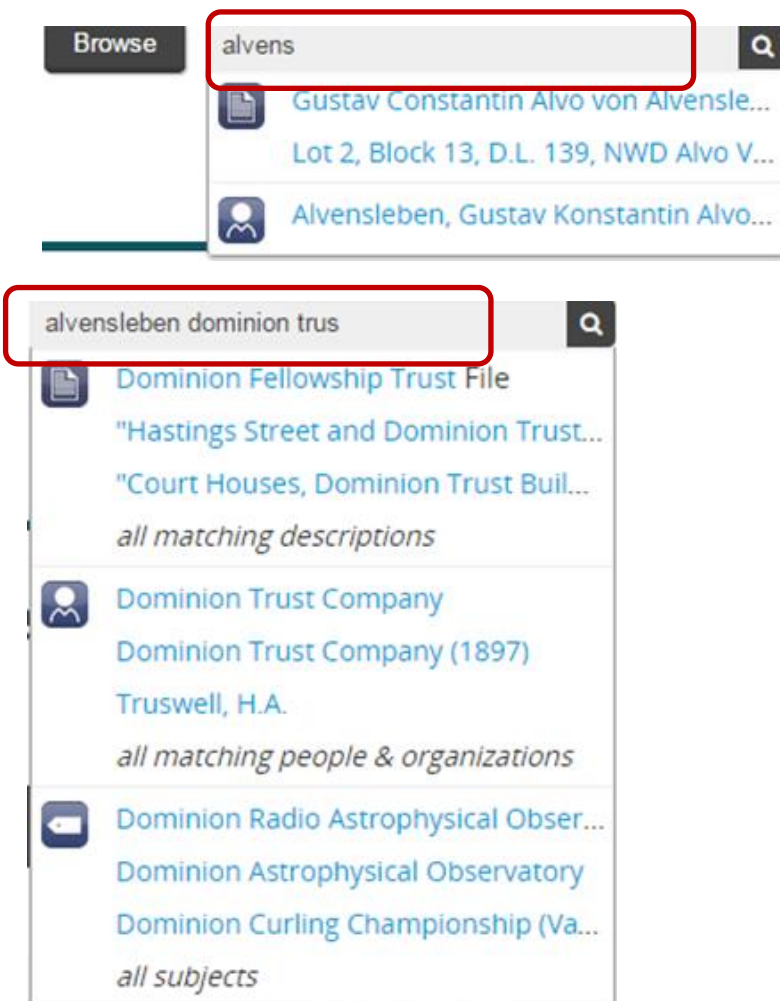 Browse alvens
Gustav Constantin Alvo von Alvensle...
Lot 2, Block 13, D.L. 139, NWD Alvo V...
Alvensleben, Gustav Konstantin Alvo...
alvensleben dominion trus
Dominion Fellowship Trust File
"Hastings Street and Dominion Trust...
"Court Houses, Dominion Trust Buil...
all matching descriptions
Dominion Trust Company
Dominion Trust Company (1897)
Truswell, H.A.
all matching people & organizations
Dominion Radio Astrophysical Obser...
Dominion Astrophysical Observatory
Dominion Curling Championship (Va...
all subjects